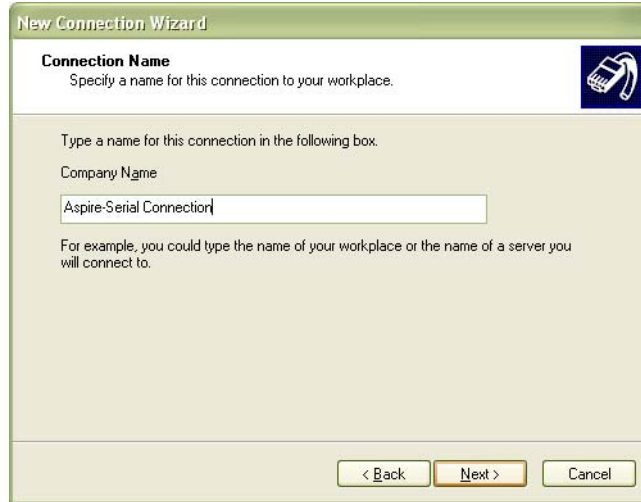 New Connection Wizard
Connection Name
Specify a name for this connection to your workplace.
Type a name for this connection in the following box.
Company Name
Aspire-Serial Connection
For example, you could type the name of your workplace or the name of a server you
will connect to.
< Back
Next >
Cancel